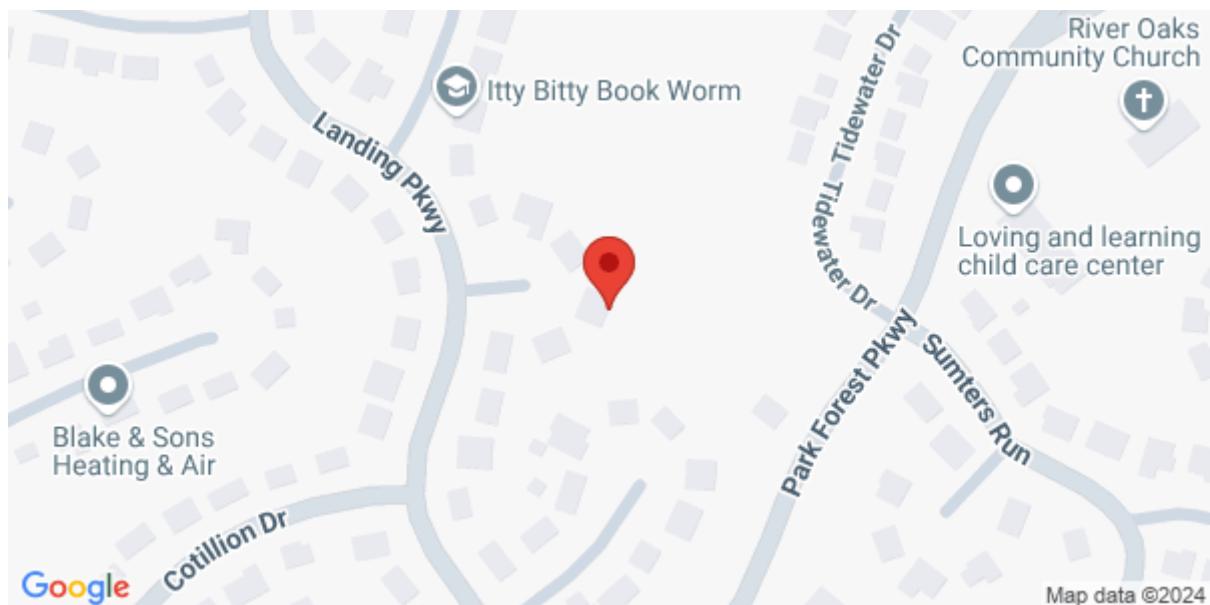 River Oaks
Community Church
Tidewater Dr
Itty Bitty Book Worm
Landing Pkwy
Tidewater Dr
Loving and learning
child care center
Park Forest Pkwy
Sumters Run
Blake & Sons
Heating & Air
Cotillion Dr
Google
Map data ©2024